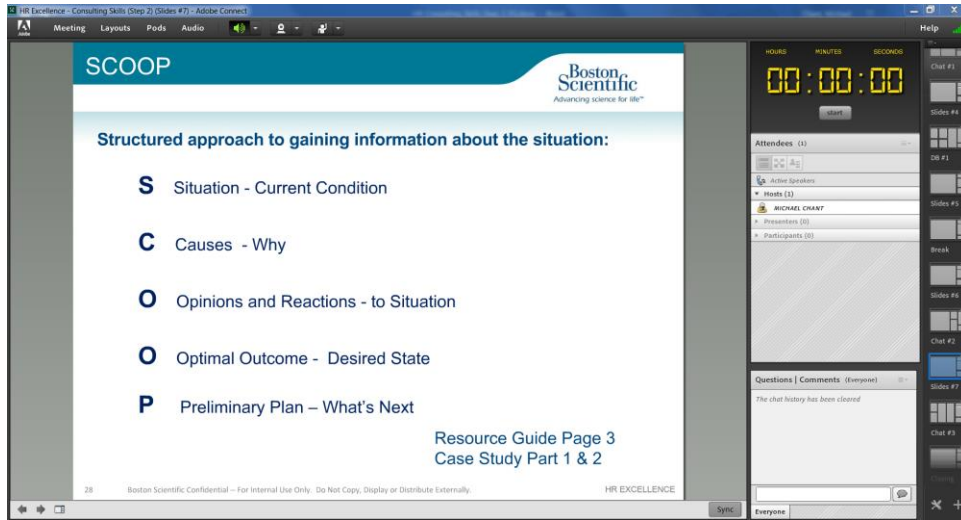 HR Excellence - Consulting Skills (Step 2) (Slides #7) - Adobe Connect
Adobe
Meeting Layouts Pods Audio
Help
SCOOP
Boston
Scientific
Advancing science for life™
Structured approach to gaining information about the situation:
S Situation - Current Condition
C Causes - Why
O Opinions and Reactions - to Situation
O Optimal Outcome - Desired State
P Preliminary Plan – What's Next
Resource Guide Page 3
Case Study Part 1 & 2
28 Boston Scientific Confidential – For Internal Use Only. Do Not Copy, Display or Distribute Externally. HR EXCELLENCE
Sync
HOURS MINUTES SECONDS
00:00:00
start
Attendees (1)
Active Speakers
Hosts (1)
MICHAEL CHANT
Presenters (0)
Participants (0)
Questions | Comments (Everyone)
The chat history has been cleared
Everyone
Chat #1
Slides #4
DB #1
Slides #5
Break
Slides #6
Chat #2
Slides #7
Chat #3